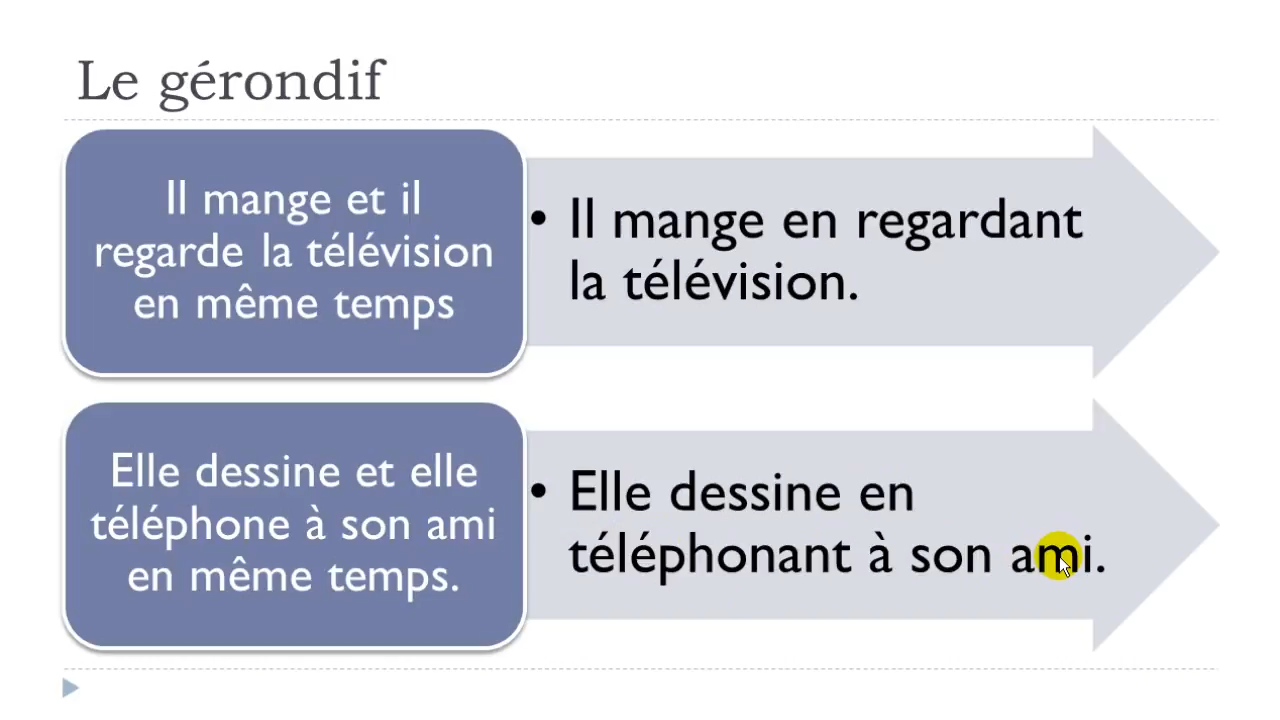 Le gérondif
Il mange et il
regarde la télévision
en même temps
• Il mange en regardant
la télévision.
Elle dessine et elle
téléphone à son ami
en même temps.
• Elle dessine en
téléphonant à son ami.